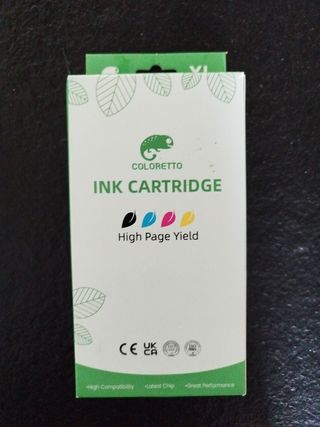 XL
COLORETTO
INK CARTRIDGE
High Page Yield
CE UK
CA
•High Compatibility •Latest Chip •Great Performance